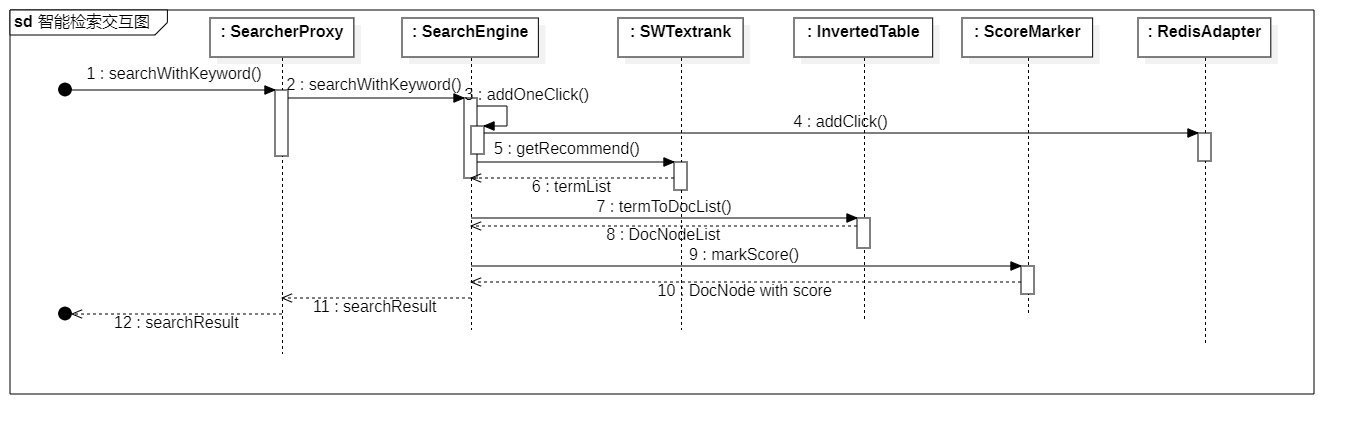 sd 智能检索交互图
: SearcherProxy
: SearchEngine
: SWTextrank
: InvertedTable
: ScoreMarker
: RedisAdapter
1 : searchWithKeyword()
2 : searchWithKeyword()
3 : addOneClick()
4 : addClick()
5 : getRecommend()
6 : termList
7 : termToDocList()
8 : DocNodeList
9 : markScore()
10 : DocNode with score
11 : searchResult
12 : searchResult